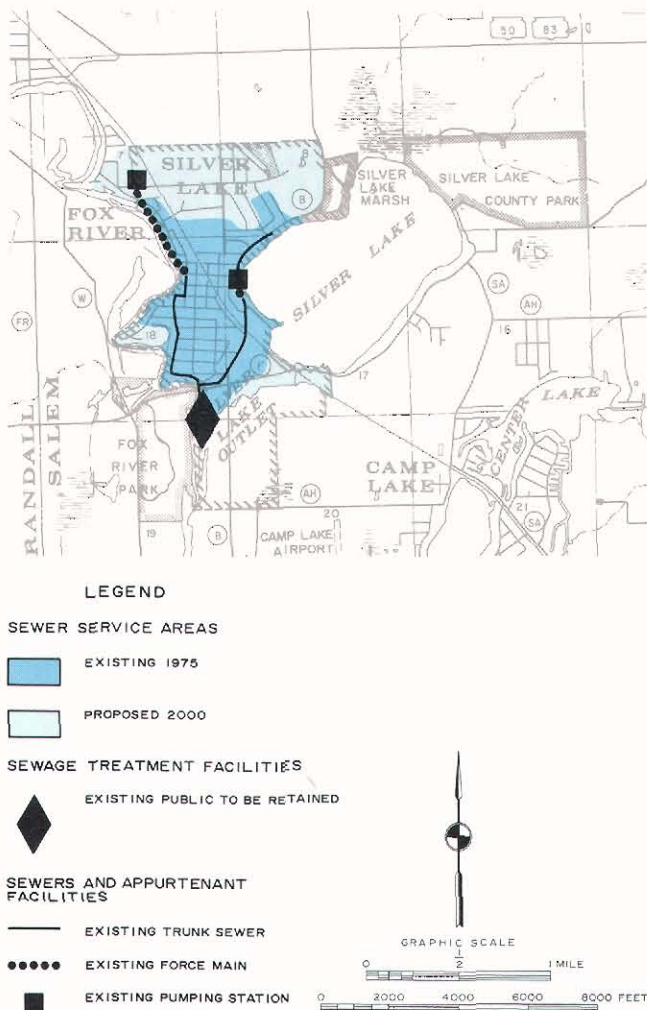 50 83
SILVER
LAKE
B
SILVER
LAKE
MARSH
SILVER LAKE
COUNTY PARK
FOX
RIVER
SILVER LAKE
W
FR
SA
AH
16
18
17
RANDALL
SALEM
LAKE
OUTLET
FOX
RIVER
PARK
CAMP
LAKE
CENTER
LAKE
AH
20
21
SA
19
B
CAMP LAKE
AIRPORT
LEGEND
SEWER SERVICE AREAS
EXISTING 1975
PROPOSED 2000
SEWAGE TREATMENT FACILITIES
EXISTING PUBLIC TO BE RETAINED
SEWERS AND APPURTENANT
FACILITIES
EXISTING TRUNK SEWER
EXISTING FORCE MAIN
EXISTING PUMPING STATION
GRAPHIC SCALE
0 1/2 1 MILE
0 2000 4000 6000 8000 FEET